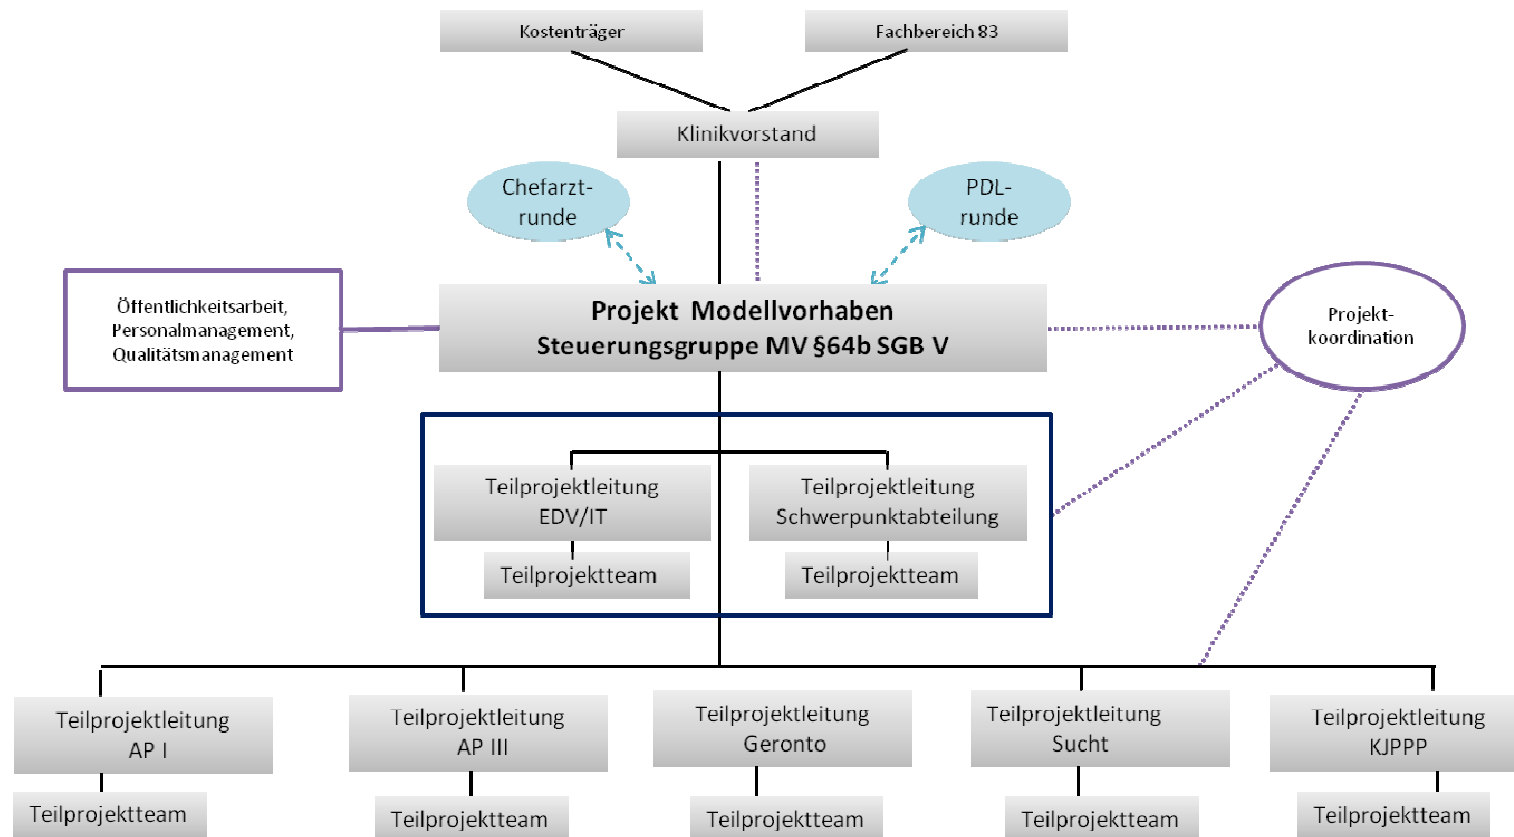 Kostenträger
Fachbereich 83
Klinikvorstand
Chefarzt-
runde
PDL-
runde
Öffentlichkeitsarbeit,
Personalmanagement,
Qualitätsmanagement
Projekt Modellvorhaben
Steuerungsgruppe MV §64b SGB V
Projekt-
koordination
Teilprojektleitung
EDV/IT
Teilprojektteam
Teilprojektleitung
Schwerpunktabteilung
Teilprojektteam
Teilprojektleitung
AP I
Teilprojektteam
Teilprojektleitung
AP III
Teilprojektteam
Teilprojektleitung
Geronto
Teilprojektteam
Teilprojektleitung
Sucht
Teilprojektteam
Teilprojektleitung
KJPPP
Teilprojektteam